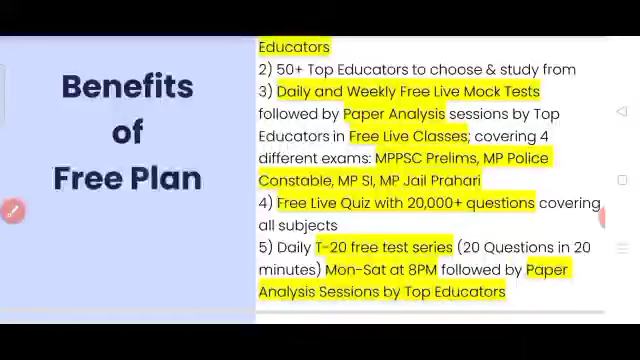 Benefits
of
Free Plan
Educators
2) 50+ Top Educators to choose & study from
3) Daily and Weekly Free Live Mock Tests
followed by Paper Analysis sessions by Top
Educators in Free Live Classes; covering 4
different exams: MPPSC Prelims, MP Police
Constable, MP SI, MP Jail Prahari
4) Free Live Quiz with 20,000+ questions covering
all subjects
5) Daily T-20 free test series (20 Questions in 20
minutes) Mon-Sat at 8PM followed by Paper
Analysis Sessions by Top Educators